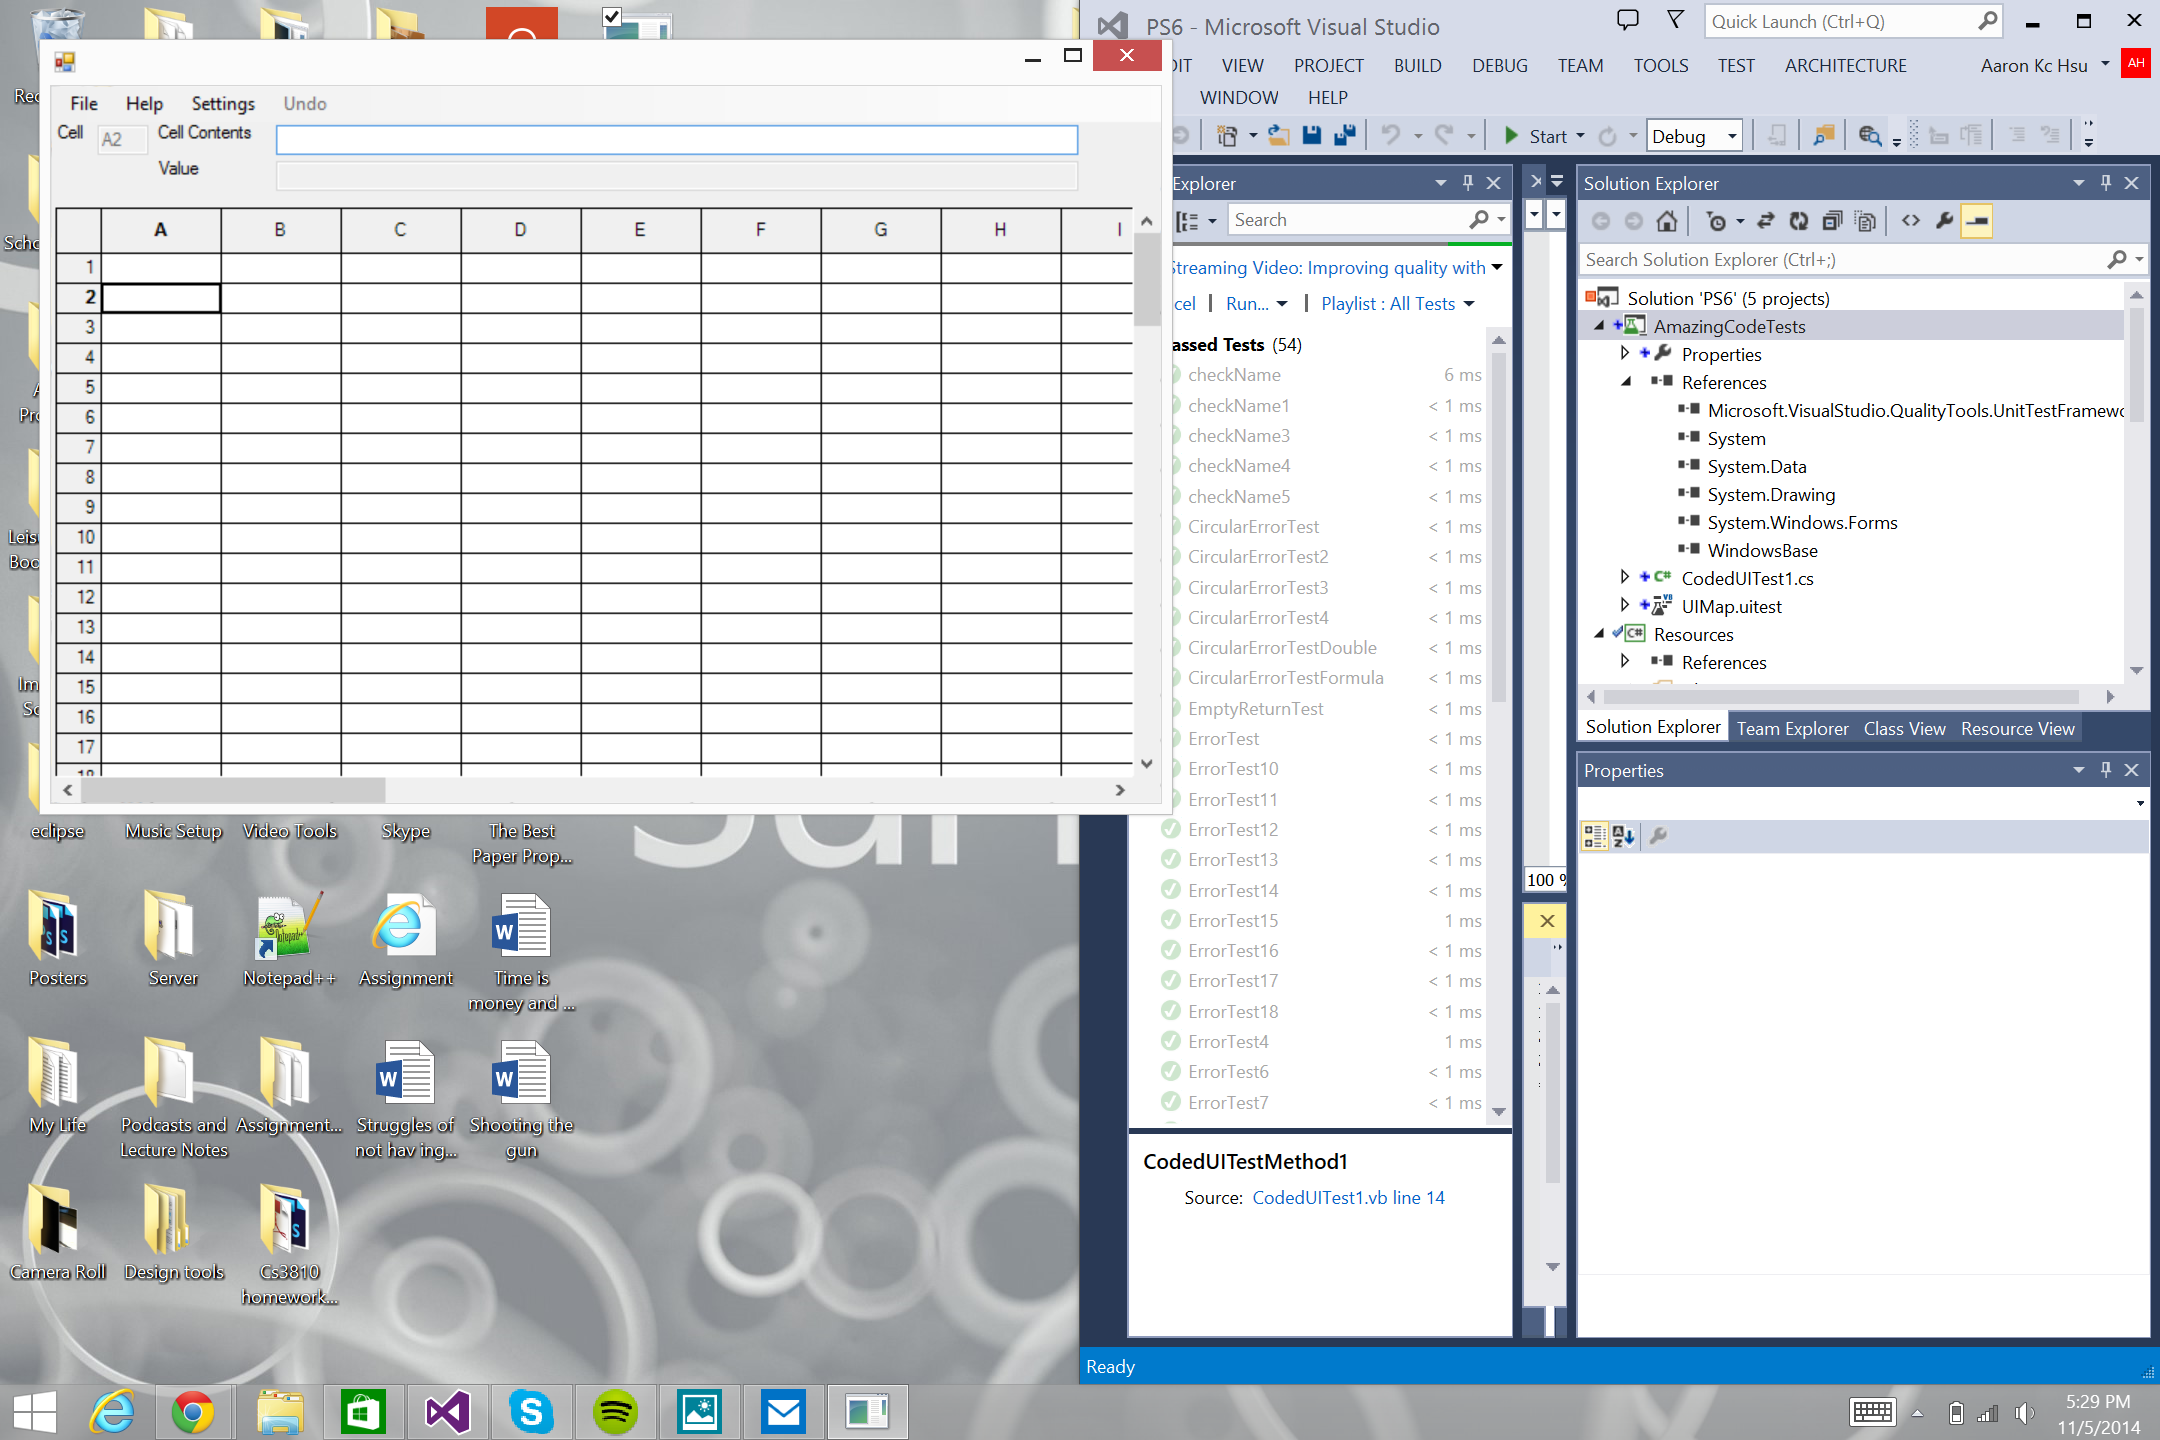 File Help Settings Undo
Cell A2 Cell Contents
Value
A B C D E F G H I
1
2
3
4
5
6
7
8
9
10
11
12
13
14
15
16
17
18
eclipse Music Setup Video Tools Skype The Best
Paper Prop...
Posters Server Notepad++ Assignment Time is
money and ...
My Life Podcasts and
Lecture Notes Assignment... Struggles of
not hav ing... Shooting the
gun
Camera Roll Design tools Cs3810
homework...
PS6 - Microsoft Visual Studio
Quick Launch (Ctrl+Q)
VIEW PROJECT BUILD DEBUG TEAM TOOLS TEST ARCHITECTURE Aaron Kc Hsu AH
WINDOW HELP
Start Debug
Explorer
Search
Streaming Video: Improving quality with
Run... Playlist : All Tests
assed Tests (54)
checkName 6 ms
checkName1 < 1 ms
checkName3 < 1 ms
checkName4 < 1 ms
checkName5 < 1 ms
CircularErrorTest < 1 ms
CircularErrorTest2 < 1 ms
CircularErrorTest3 < 1 ms
CircularErrorTest4 < 1 ms
CircularErrorTestDouble < 1 ms
CircularErrorTestFormula < 1 ms
EmptyReturnTest < 1 ms
ErrorTest < 1 ms
ErrorTest10 < 1 ms
ErrorTest11 < 1 ms
ErrorTest12 < 1 ms
ErrorTest13 < 1 ms
ErrorTest14 < 1 ms
ErrorTest15 1 ms
ErrorTest16 < 1 ms
ErrorTest17 < 1 ms
ErrorTest18 < 1 ms
ErrorTest4 1 ms
ErrorTest6 < 1 ms
ErrorTest7 < 1 ms
CodedUITestMethod1
Source: CodedUITest1.vb line 14
100 %
Solution Explorer
Search Solution Explorer (Ctrl+;)
Solution 'PS6' (5 projects)
AmazingCodeTests
Properties
References
Microsoft.VisualStudio.QualityTools.UnitTestFramewo
System
System.Data
System.Drawing
System.Windows.Forms
WindowsBase
CodedUITest1.cs
UIMap.uitest
Resources
References
Solution Explorer Team Explorer Class View Resource View
Properties
Ready
5:29 PM
11/5/2014